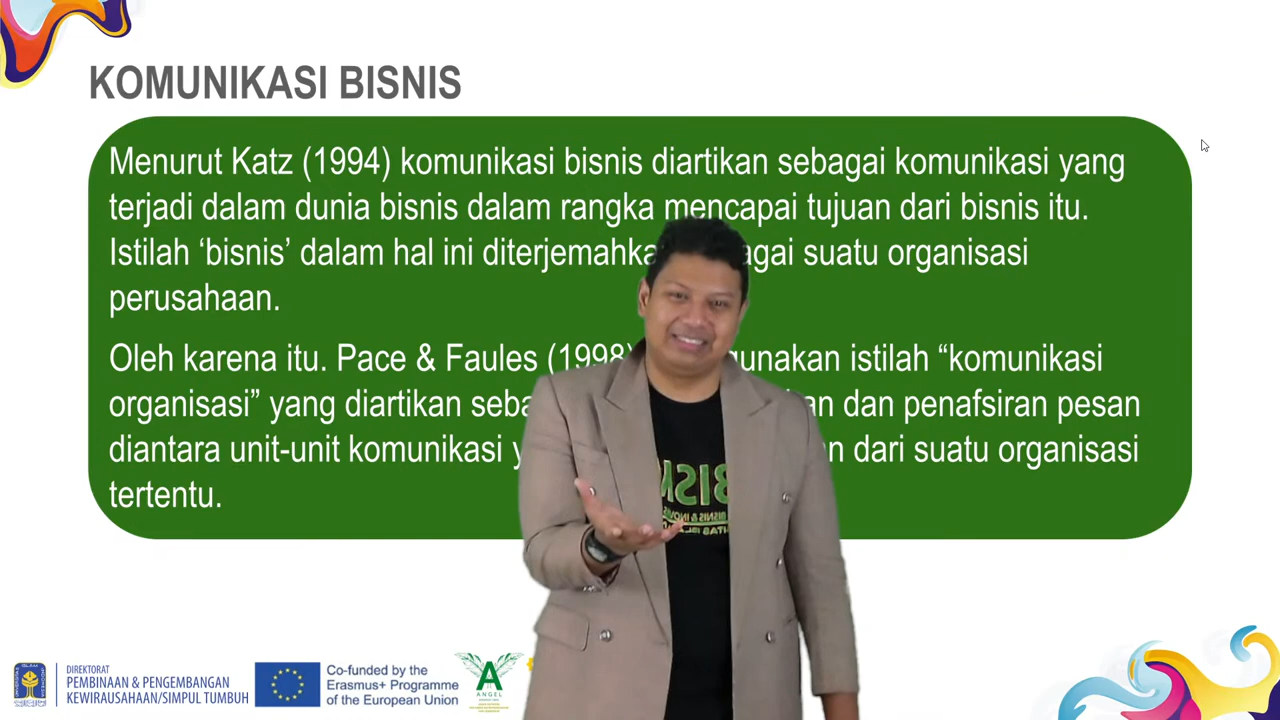 KOMUNIKASI BISNIS
Menurut Katz (1994) komunikasi bisnis diartikan sebagai komunikasi yang
terjadi dalam dunia bisnis dalam rangka mencapai tujuan dari bisnis itu.
Istilah ‘bisnis’ dalam hal ini diterjemahka agai suatu organisasi
perusahaan.
Oleh karena itu. Pace & Faules (1998) gunakan istilah “komunikasi
organisasi” yang diartikan seba an dan penafsiran pesan
diantara unit-unit komunikasi y n dari suatu organisasi
tertentu.
DIREKTORAT
PEMBINAAN & PENGEMBANGAN
KEWIRAUSAHAAN/SIMPUL TUMBUH
Co-funded by the
Erasmus+ Programme
of the European Union
ANGEL